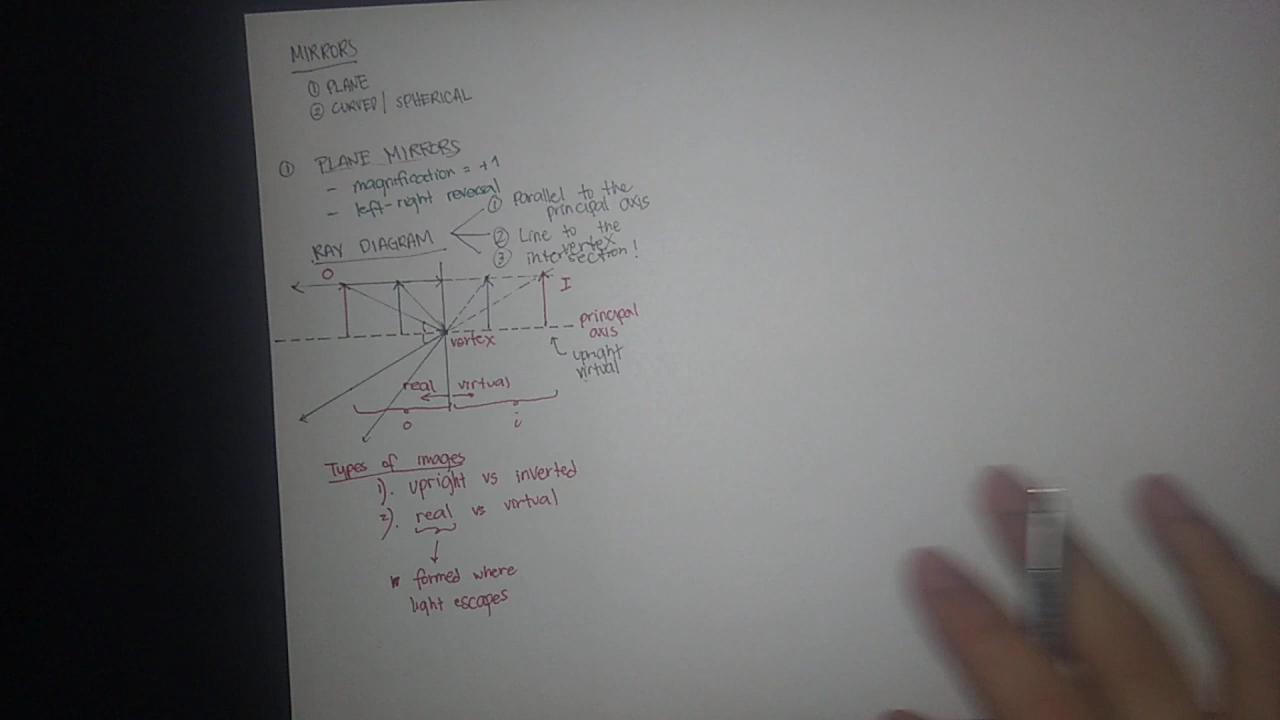 MIRRORS
① PLANE
② CURVED / SPHERICAL
① PLANE MIRRORS
- magnification = +1
- left-right reversal
RAY DIAGRAM
① Parallel to the
principal axis
② Line to the
vertex
③ intersection!
O
I
principal
axis
vertex
upright
virtual
real
virtual
o
i
Types of images
1). upright vs inverted
2). real vs virtual
formed where
light escapes